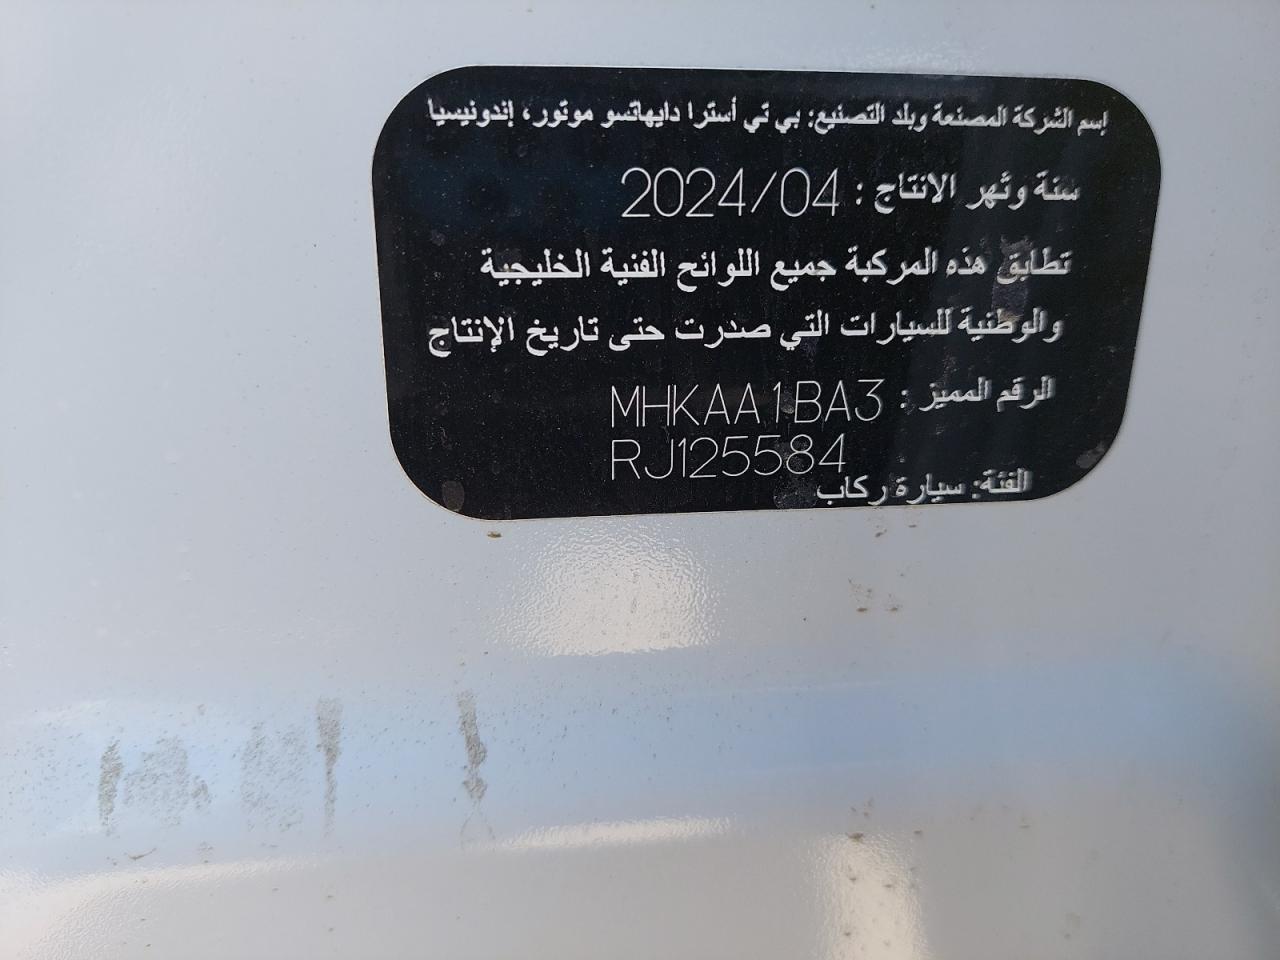 إسم الشركة المصنعة وبلد التصنيع: بي تي أسترا دايهاتسو موتور، إندونيسيا
سنة وشهر الانتاج : 2024/04
تطابق هذه المركبة جميع اللوائح الفنية الخليجية
والوطنية للسيارات التي صدرت حتى تاريخ الإنتاج
الرقم المميز : MHKAA1BA3
RJ125584
الفئة: سيارة ركاب